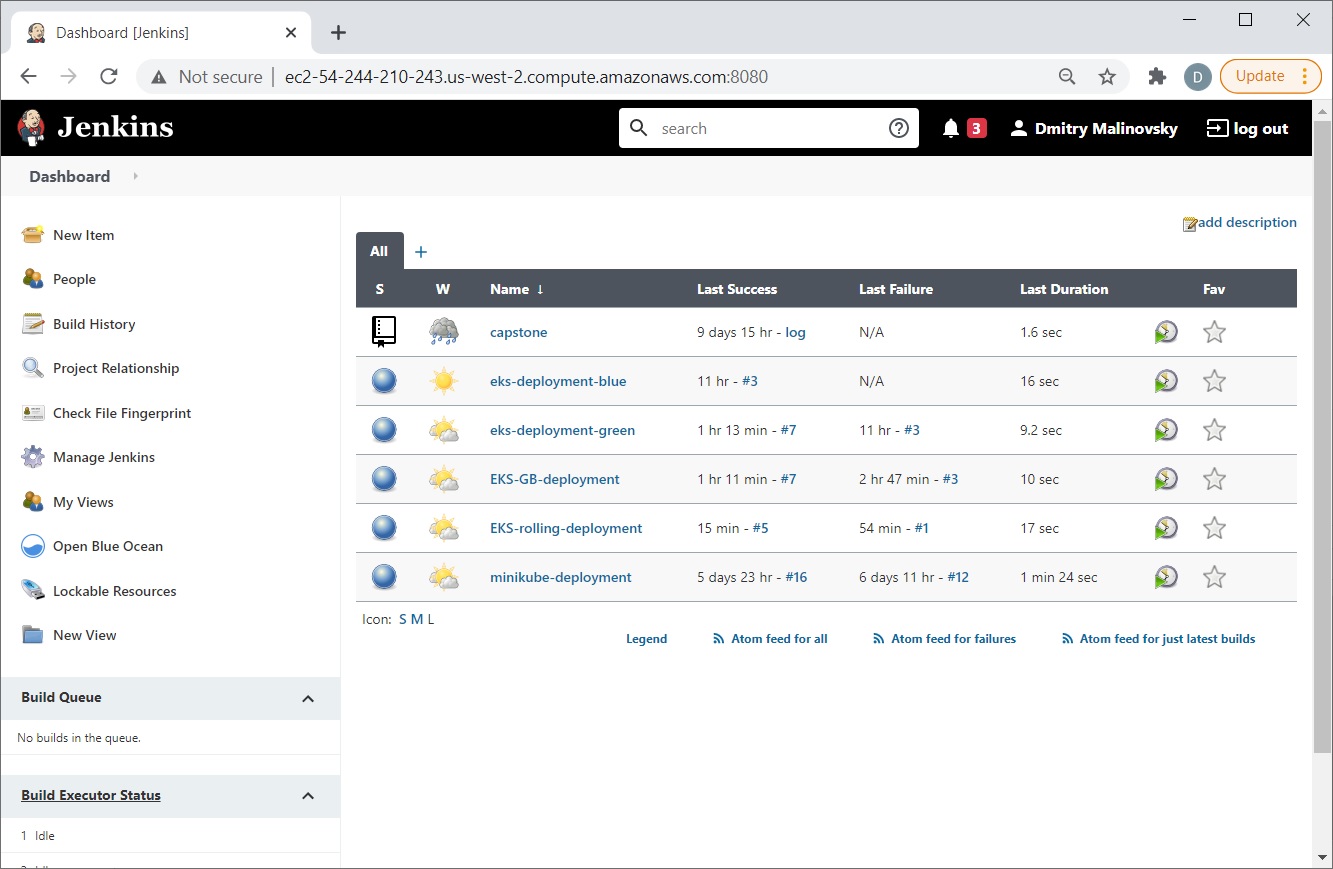 Dashboard [Jenkins]
Not secure ec2-54-244-210-243.us-west-2.compute.amazonaws.com:8080 D Update
Jenkins search 3 Dmitry Malinovsky log out
Dashboard
New Item
People
Build History
Project Relationship
Check File Fingerprint
Manage Jenkins
My Views
Open Blue Ocean
Lockable Resources
New View
Build Queue
No builds in the queue.
Build Executor Status
1 Idle
add description
All +
S W Name ↓ Last Success Last Failure Last Duration Fav
capstone 9 days 15 hr - log N/A 1.6 sec
eks-deployment-blue 11 hr - #3 N/A 16 sec
eks-deployment-green 1 hr 13 min - #7 11 hr - #3 9.2 sec
EKS-GB-deployment 1 hr 11 min - #7 2 hr 47 min - #3 10 sec
EKS-rolling-deployment 15 min - #5 54 min - #1 17 sec
minikube-deployment 5 days 23 hr - #16 6 days 11 hr - #12 1 min 24 sec
Icon: S M L
Legend Atom feed for all Atom feed for failures Atom feed for just latest builds